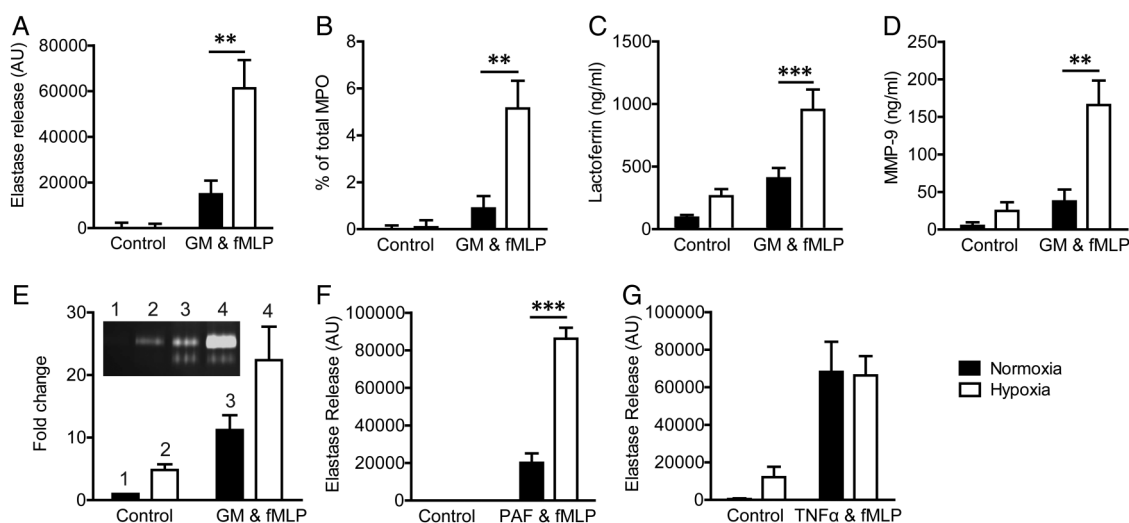 A
Elastase release (AU)
80000
60000
40000
20000
0
**
Control
GM & fMLP
B
% of total MPO
8
6
4
2
0
**
Control
GM & fMLP
C
Lactoferrin (ng/ml)
1500
1000
500
0
***
Control
GM & fMLP
D
MMP-9 (ng/ml)
250
200
150
100
50
0
**
Control
GM & fMLP
E
Fold change
30
20
10
0
1 2 3 4
1
2
3
4
Control
GM & fMLP
F
Elastase Release (AU)
100000
80000
60000
40000
20000
0
***
Control
PAF & fMLP
G
Elastase Release (AU)
100000
80000
60000
40000
20000
0
Control
TNFα & fMLP
Normoxia
Hypoxia